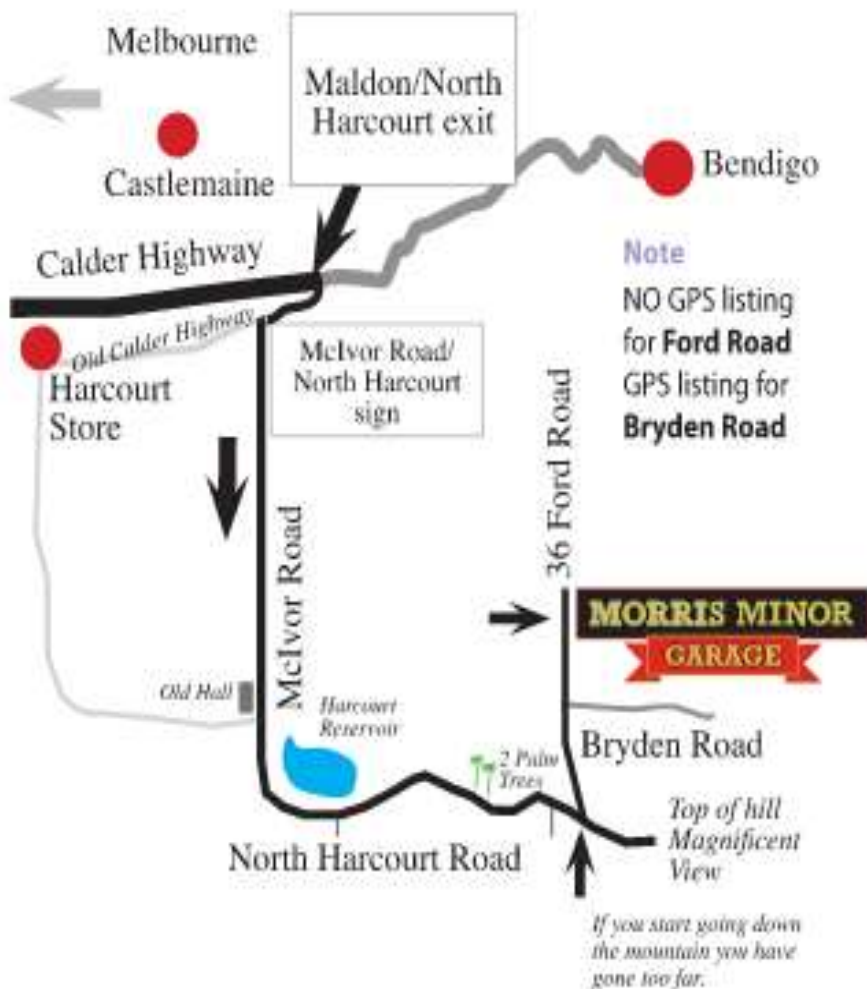 Melbourne
Maldon/North
Harcourt exit
Castlemaine
Bendigo
Calder Highway
Note
NO GPS listing
for Ford Road
GPS listing for
Bryden Road
Old Calder Highway
Harcourt
Store
McIvor Road/
North Harcourt
sign
36 Ford Road
McIvor Road
MORRIS MINOR
GARAGE
Old Hall
Harcourt
Reservoir
2 Palm
Trees
Bryden Road
North Harcourt Road
Top of hill
Magnificent
View
If you start going down
the mountain you have
gone too far.